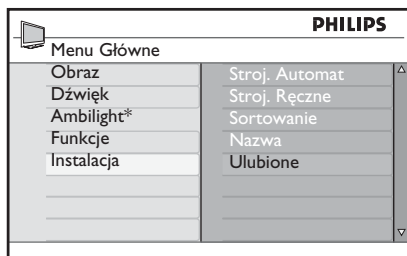 PHILIPS
Menu Główne
Obraz
Dźwięk
Ambilight*
Funkcje
Instalacja
Stroj. Automat
Stroj. Ręczne
Sortowanie
Nazwa
Ulubione